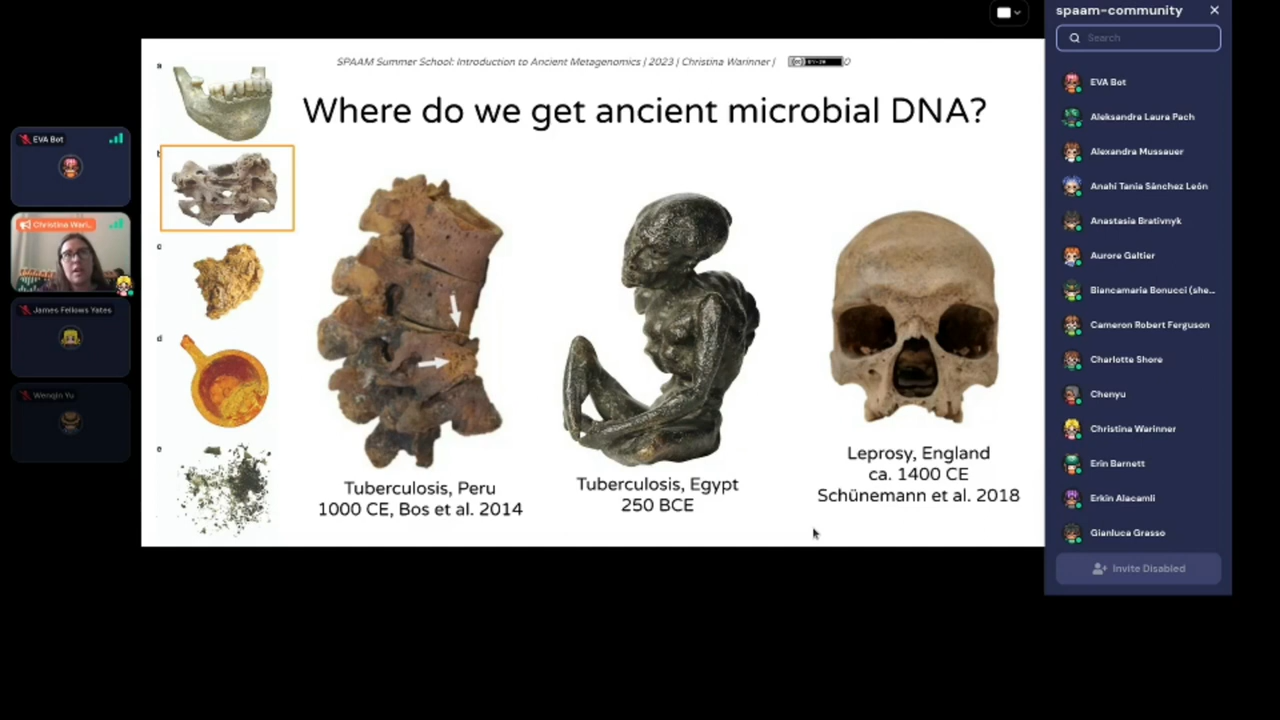 spaam-community
Search
EVA Bot
Aleksandra Laura Pach
Alexandra Mussauer
Anahí Tania Sánchez León
Anastasia Brativnyk
Aurore Galtier
Biancamaria Bonucci (she...
Cameron Robert Ferguson
Charlotte Shore
Chenyu
Christina Warinner
Erin Barnett
Erkin Alacamli
Gianluca Grasso
Invite Disabled
EVA Bot
Christina Wari...
James Fellows Yates
Wenqin Yu
SPAAM Summer School: Introduction to Ancient Metagenomics | 2023 | Christina Warinner |
Where do we get ancient microbial DNA?
a
d
e
Tuberculosis, Peru
1000 CE, Bos et al. 2014
Tuberculosis, Egypt
250 BCE
Leprosy, England
ca. 1400 CE
Schünemann et al. 2018